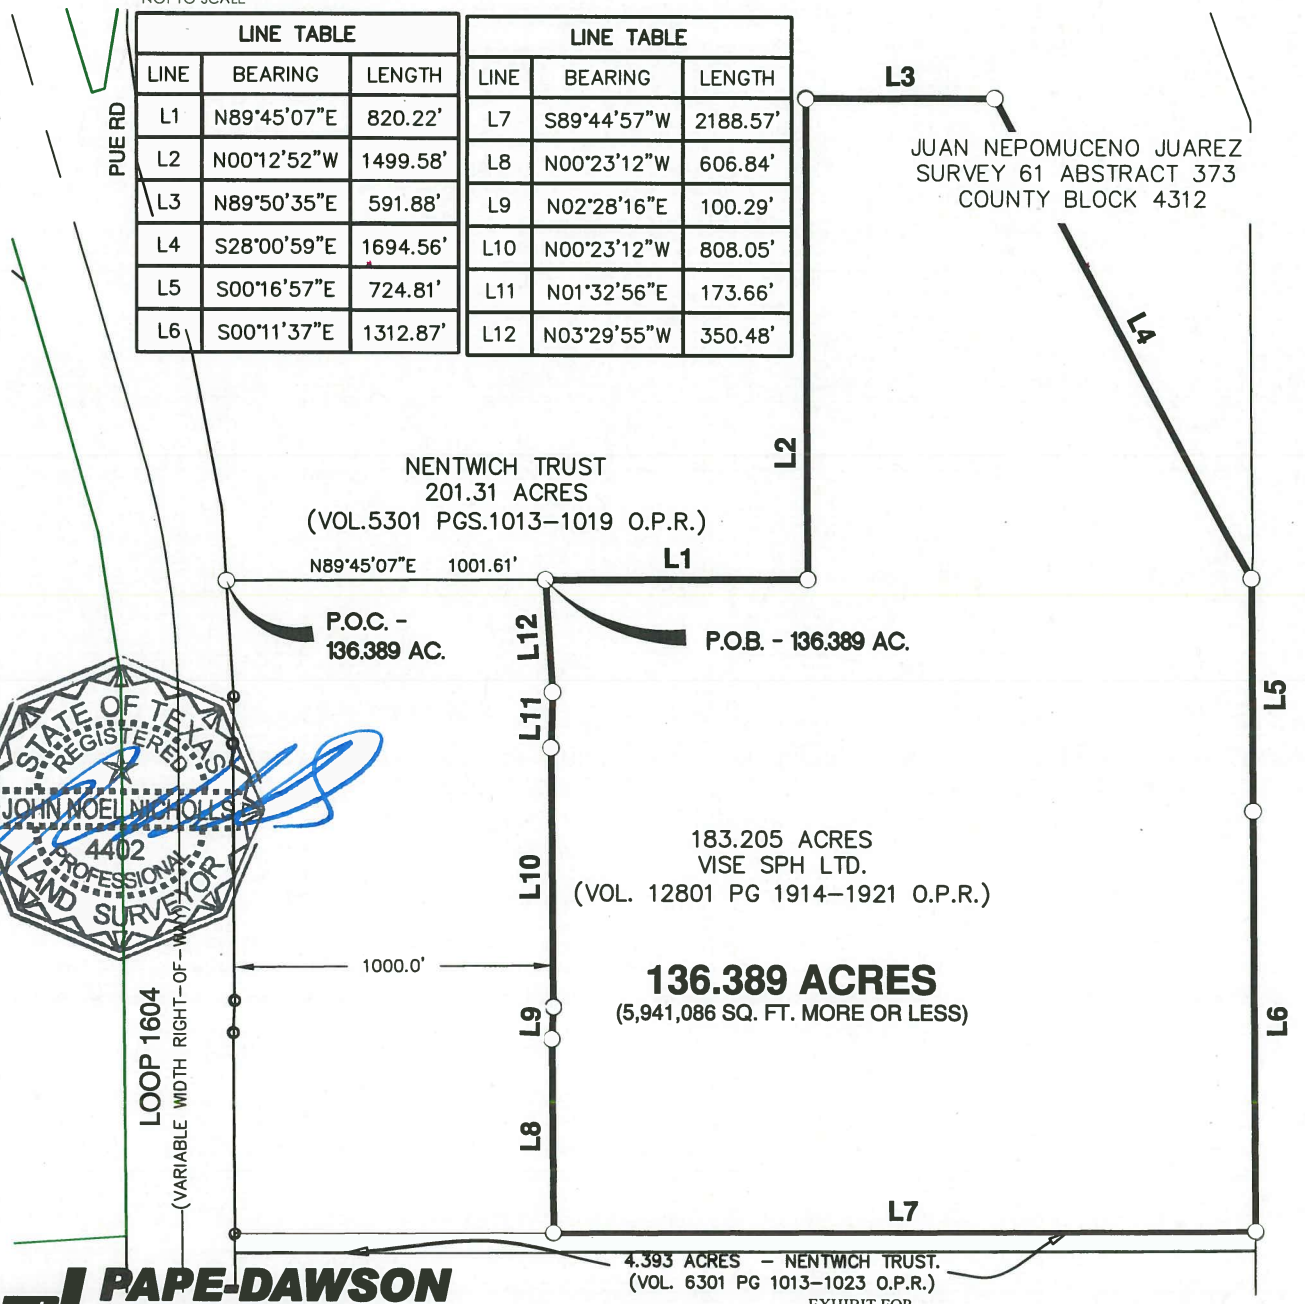 NOT TO SCALE
LINE TABLE
LINE BEARING LENGTH
L1 N89°45'07"E 820.22'
L2 N00°12'52"W 1499.58'
L3 N89°50'35"E 591.88'
L4 S28°00'59"E 1694.56'
L5 S00°16'57"E 724.81'
L6 S00°11'37"E 1312.87'
LINE TABLE
LINE BEARING LENGTH
L7 S89°44'57"W 2188.57'
L8 N00°23'12"W 606.84'
L9 N02°28'16"E 100.29'
L10 N00°23'12"W 808.05'
L11 N01°32'56"E 173.66'
L12 N03°29'55"W 350.48'
PUE RD
L3
JUAN NEPOMUCENO JUAREZ
SURVEY 61 ABSTRACT 373
COUNTY BLOCK 4312
L4
L2
NENTWICH TRUST
201.31 ACRES
(VOL.5301 PGS.1013-1019 O.P.R.)
N89°45'07"E 1001.61'
L1
P.O.C. -
136.389 AC.
P.O.B. - 136.389 AC.
L12
L11
L5
STATE OF TEXAS
REGISTERED
JOHN NOEL NICHOLLS
4402
PROFESSIONAL
LAND SURVEYOR
183.205 ACRES
VISE SPH LTD.
(VOL. 12801 PG 1914-1921 O.P.R.)
L10
1000.0'
136.389 ACRES
(5,941,086 SQ. FT. MORE OR LESS)
L9
L6
LOOP 1604
(VARIABLE WIDTH RIGHT-OF-WAY)
L8
L7
4.393 ACRES - NENTWICH TRUST.
(VOL. 6301 PG 1013-1023 O.P.R.)
PAPE-DAWSON
EXHIBIT FOR